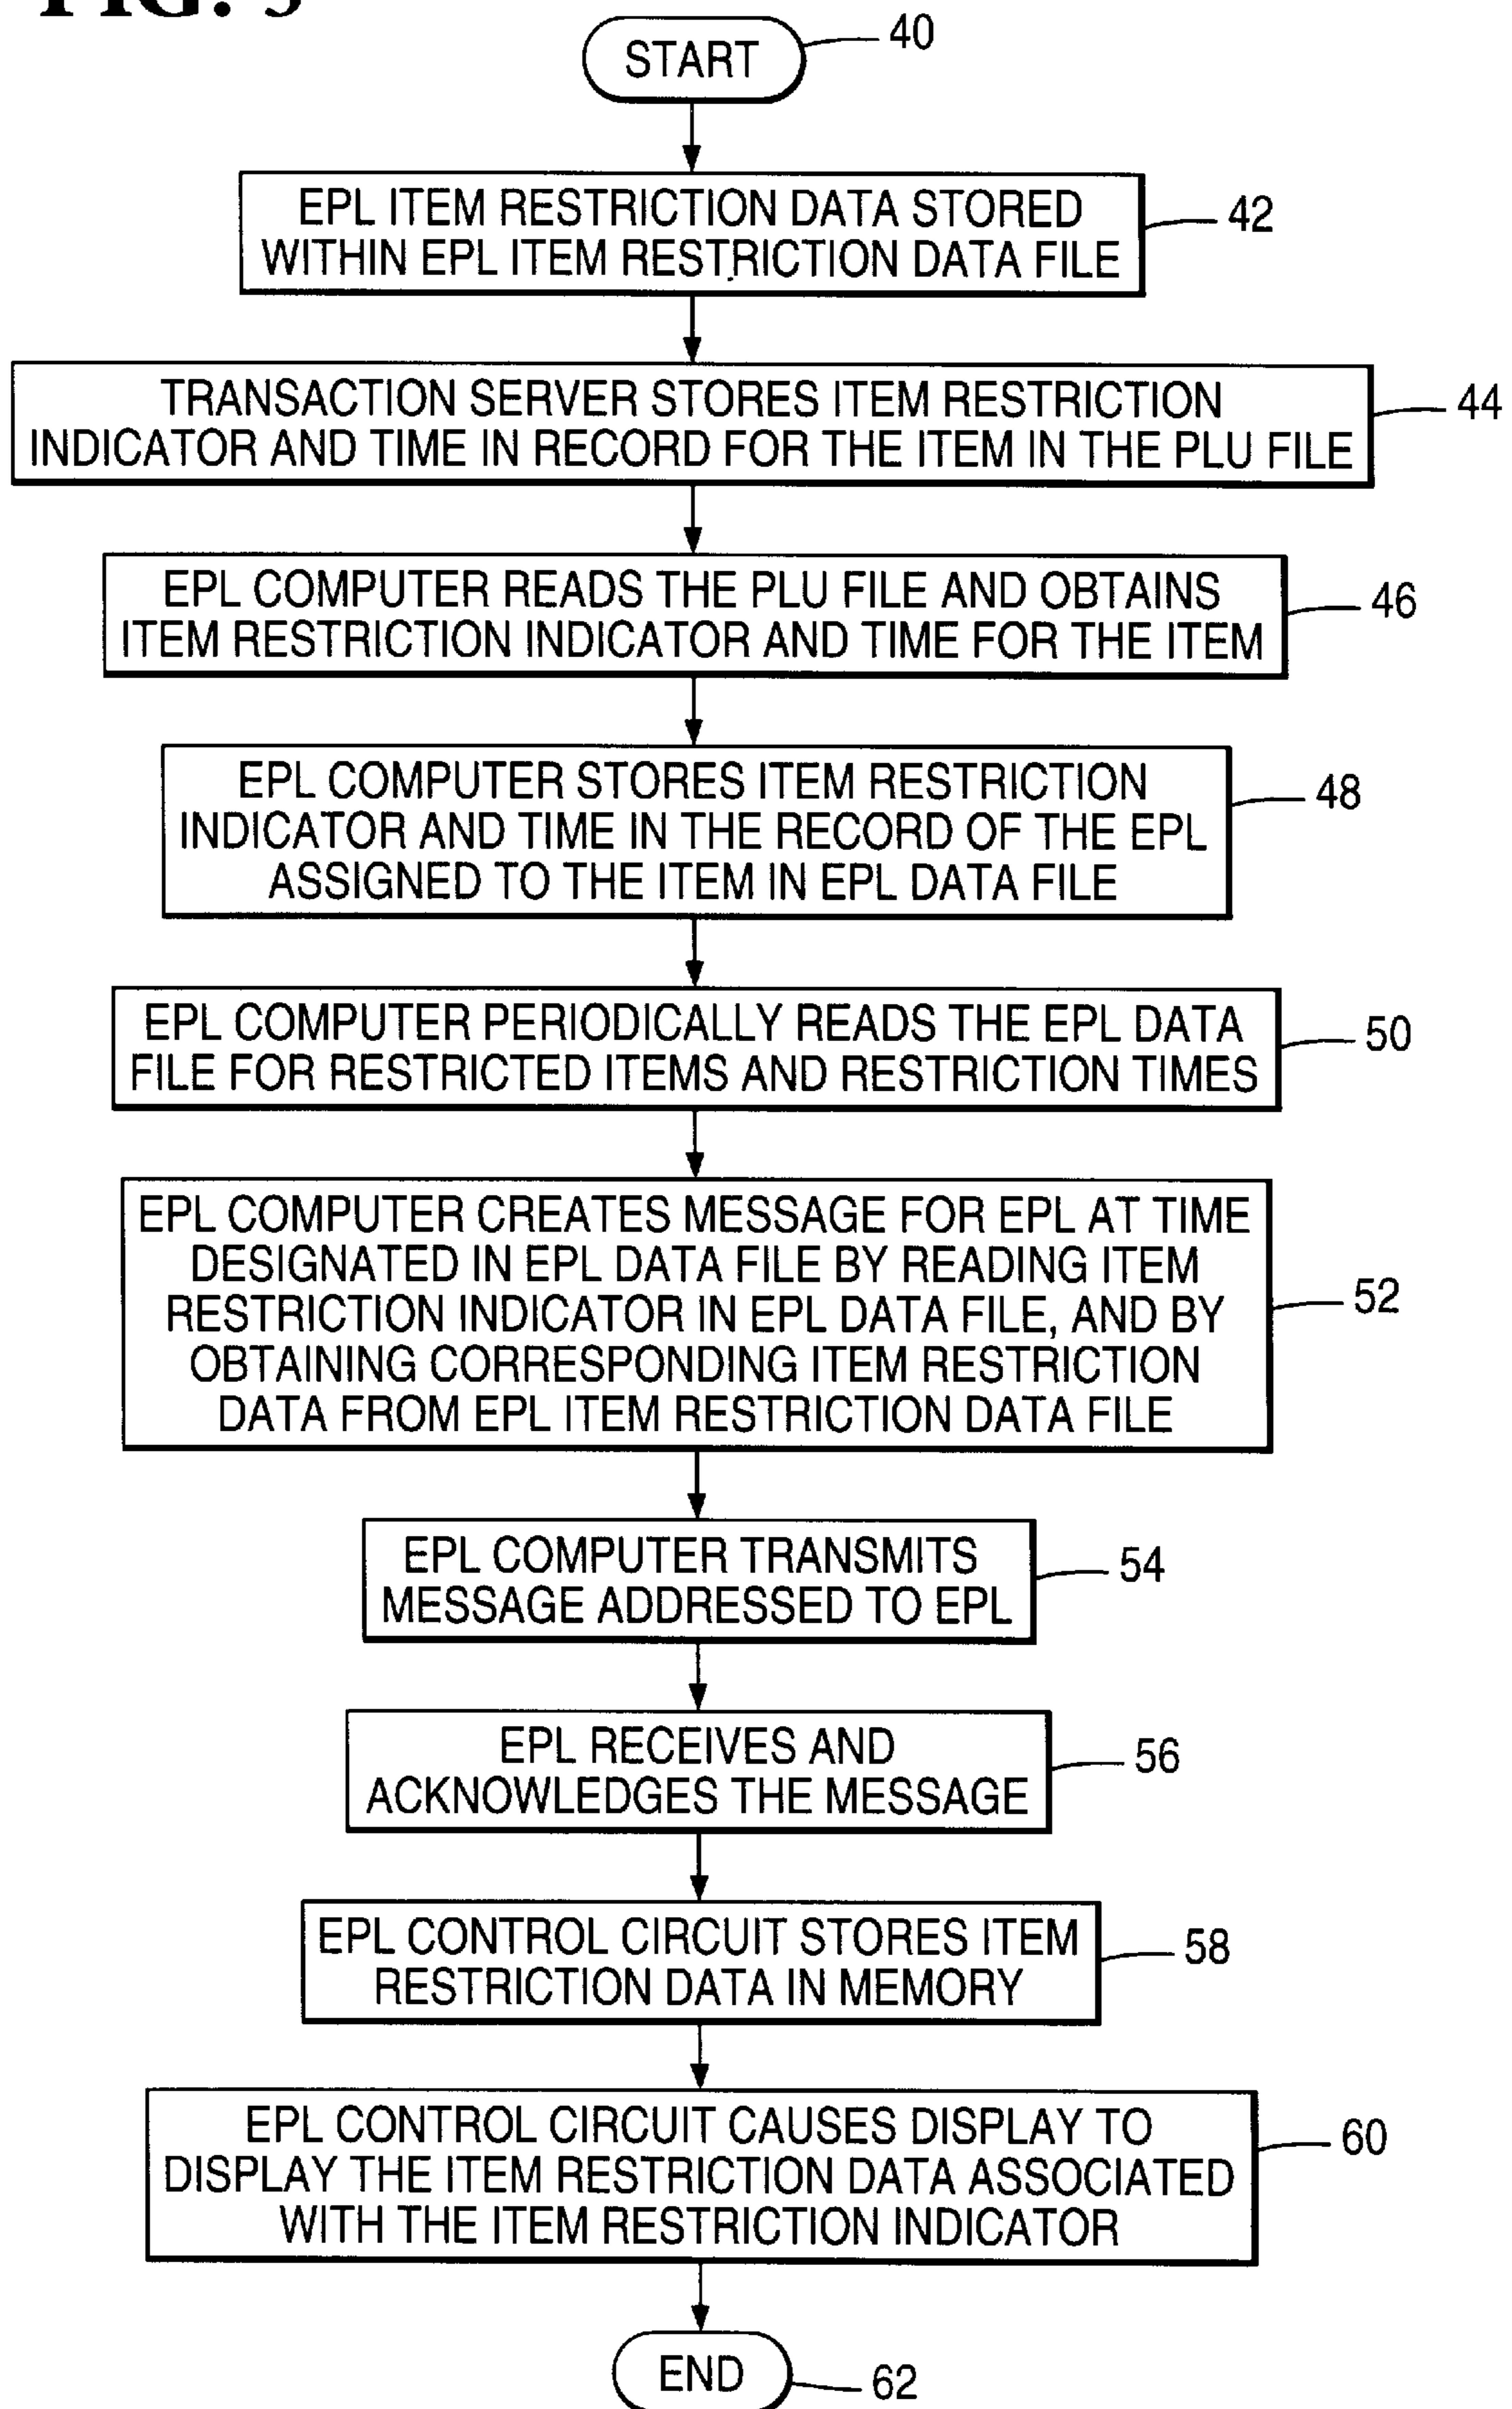 START
40
EPL ITEM RESTRICTION DATA STORED
WITHIN EPL ITEM RESTRICTION DATA FILE
42
TRANSACTION SERVER STORES ITEM RESTRICTION
INDICATOR AND TIME IN RECORD FOR THE ITEM IN THE PLU FILE
44
EPL COMPUTER READS THE PLU FILE AND OBTAINS
ITEM RESTRICTION INDICATOR AND TIME FOR THE ITEM
46
EPL COMPUTER STORES ITEM RESTRICTION
INDICATOR AND TIME IN THE RECORD OF THE EPL
ASSIGNED TO THE ITEM IN EPL DATA FILE
48
EPL COMPUTER PERIODICALLY READS THE EPL DATA
FILE FOR RESTRICTED ITEMS AND RESTRICTION TIMES
50
EPL COMPUTER CREATES MESSAGE FOR EPL AT TIME
DESIGNATED IN EPL DATA FILE BY READING ITEM
RESTRICTION INDICATOR IN EPL DATA FILE, AND BY
OBTAINING CORRESPONDING ITEM RESTRICTION
DATA FROM EPL ITEM RESTRICTION DATA FILE
52
EPL COMPUTER TRANSMITS
MESSAGE ADDRESSED TO EPL
54
EPL RECEIVES AND
ACKNOWLEDGES THE MESSAGE
56
EPL CONTROL CIRCUIT STORES ITEM
RESTRICTION DATA IN MEMORY
58
EPL CONTROL CIRCUIT CAUSES DISPLAY TO
DISPLAY THE ITEM RESTRICTION DATA ASSOCIATED
WITH THE ITEM RESTRICTION INDICATOR
60
END
62